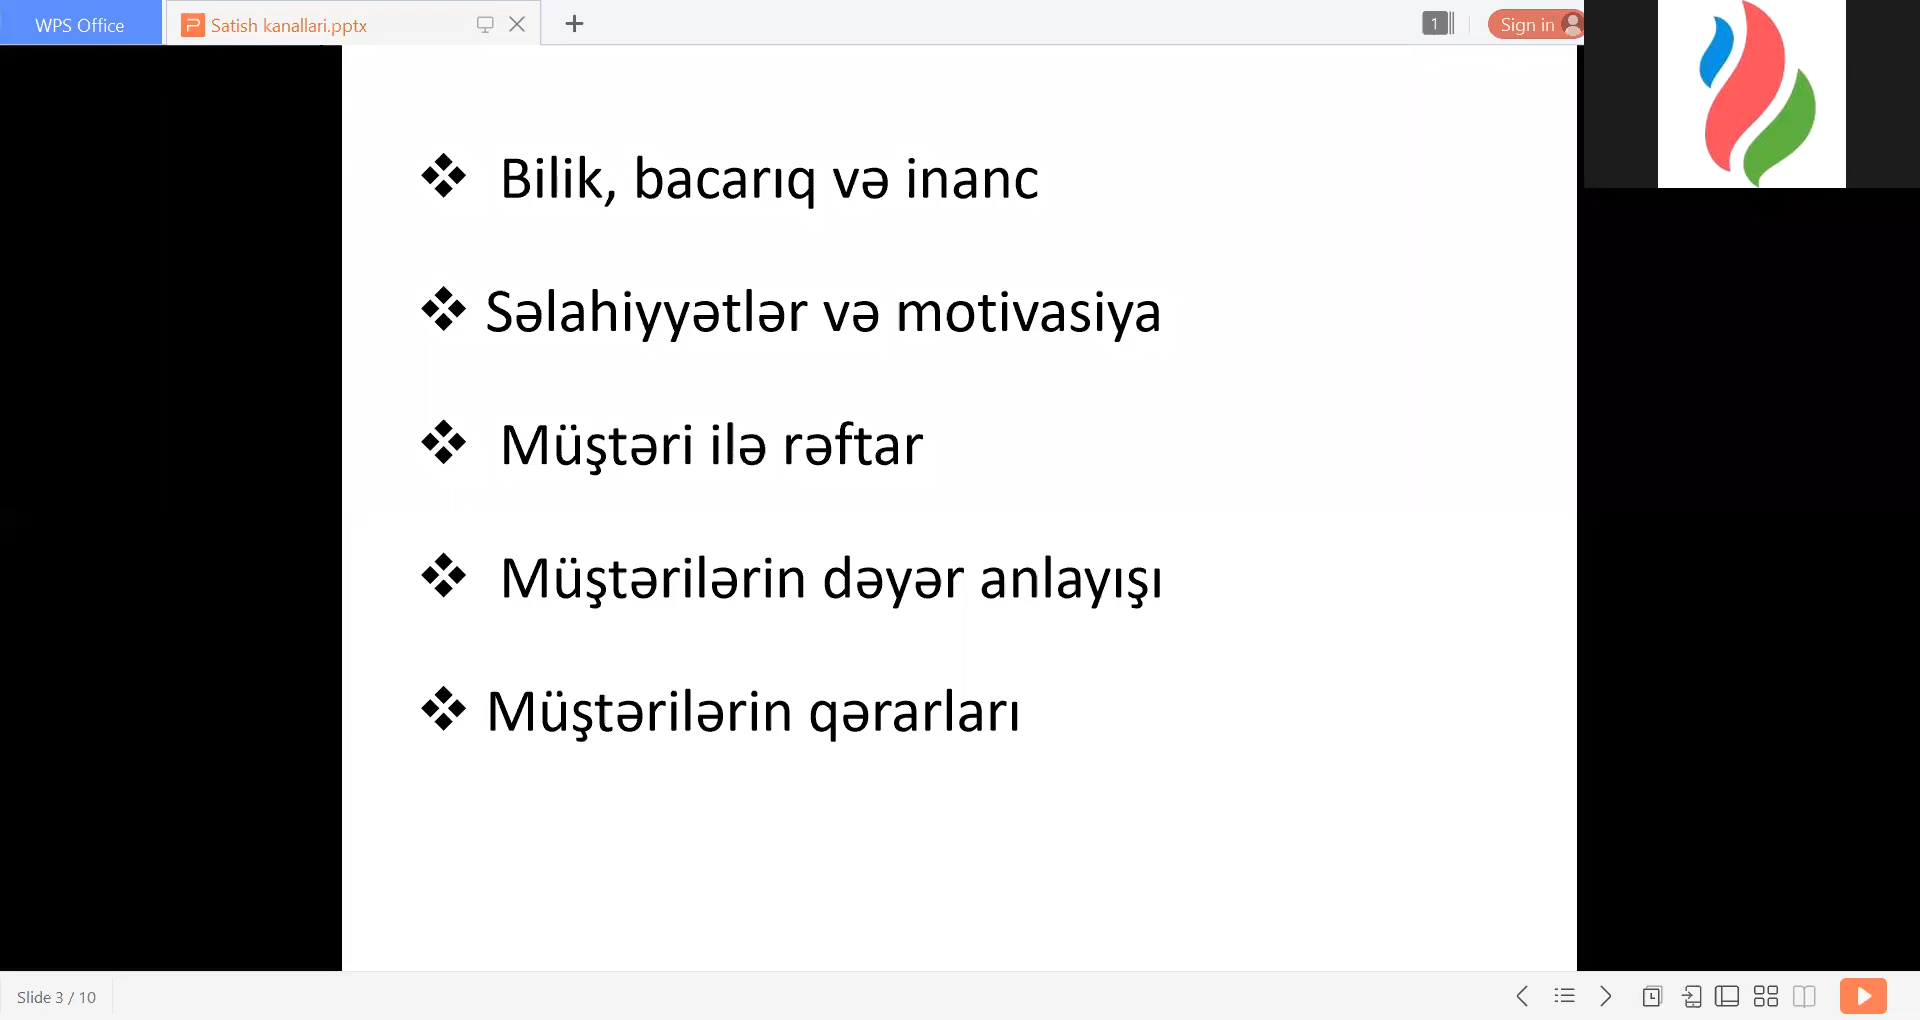 WPS Office
Satish kanallari.pptx
1
Sign in
❖ Bilik, bacarıq və inanc
❖ Səlahiyyətlər və motivasiya
❖ Müştəri ilə rəftar
❖ Müştərilərin dəyər anlayışı
❖ Müştərilərin qərarları
Slide 3 / 10